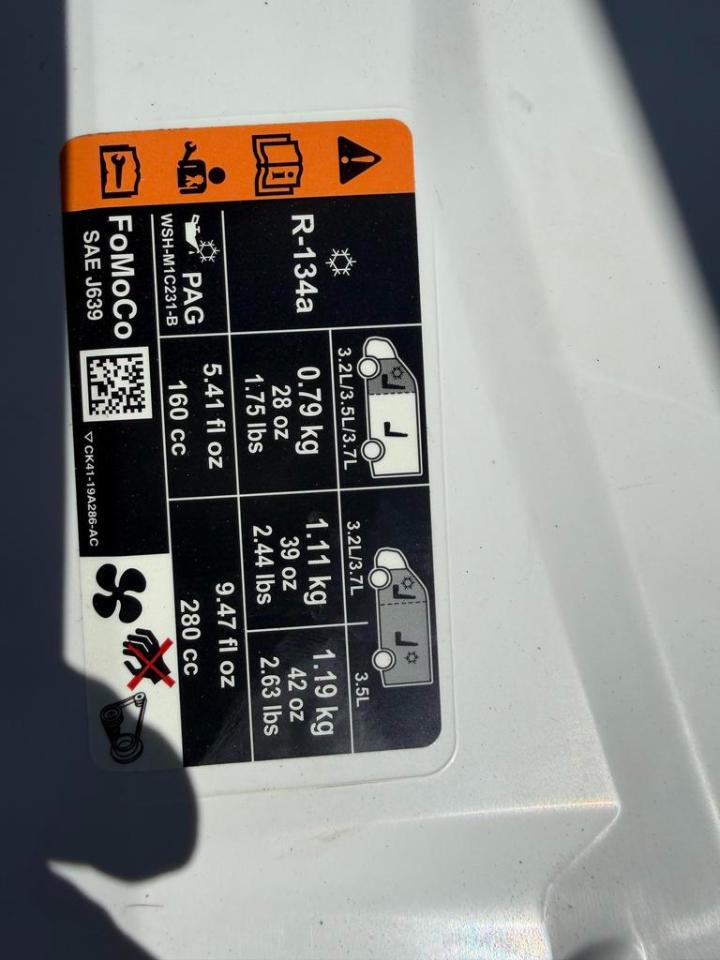 R-134a
3.2L/3.5L/3.7L
0.79 kg
28 oz
1.75 lbs
3.2L/3.7L
1.11 kg
39 oz
2.44 lbs
3.5L
1.19 kg
42 oz
2.63 lbs
PAG
WSH-M1C231-B
5.41 fl oz
160 cc
9.47 fl oz
280 cc
FoMoCo
SAE J639
CK41-19A286-AC